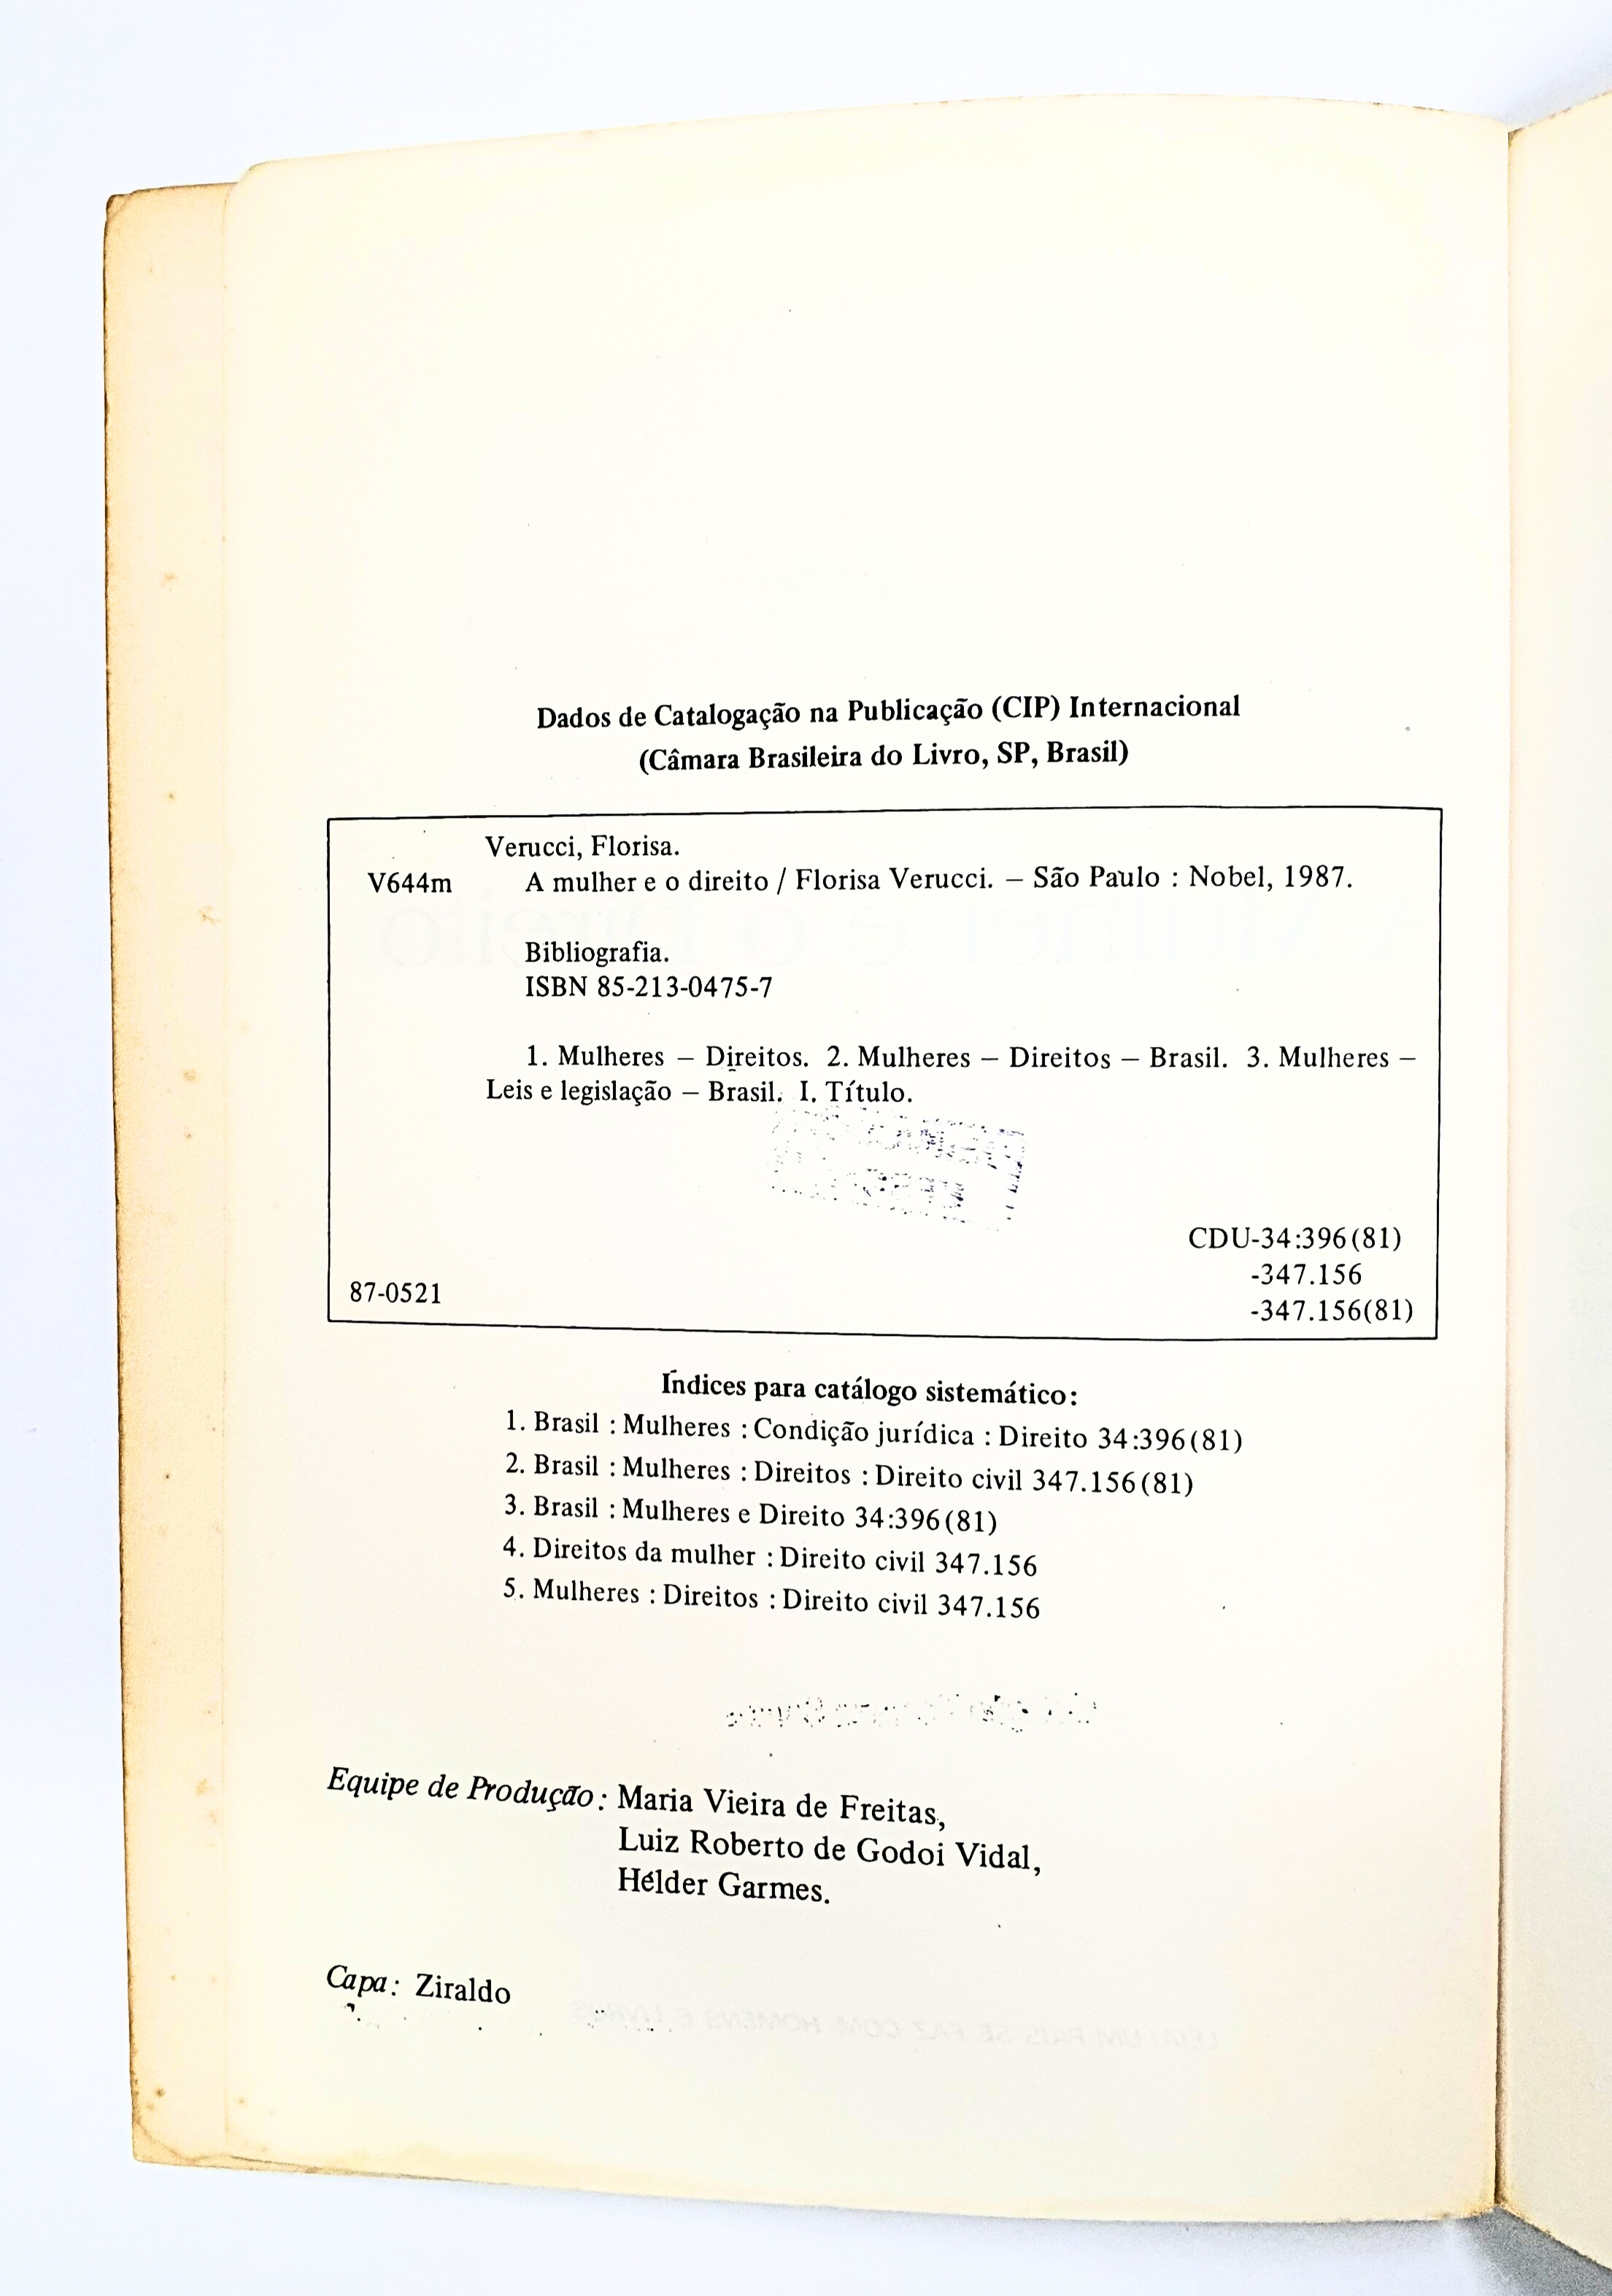 Dados de Catalogação na Publicação (CIP) Internacional
(Câmara Brasileira do Livro, SP, Brasil)
Verucci, Florisa.
V644m A mulher e o direito / Florisa Verucci. — São Paulo : Nobel, 1987.
Bibliografia.
ISBN 85-213-0475-7
1. Mulheres — Direitos. 2. Mulheres — Direitos — Brasil. 3. Mulheres —
Leis e legislação — Brasil. I. Título.
CDU-34:396(81)
-347.156
87-0521
-347.156(81)
Índices para catálogo sistemático:
1. Brasil : Mulheres : Condição jurídica : Direito 34:396(81)
2. Brasil : Mulheres : Direitos : Direito civil 347.156(81)
3. Brasil : Mulheres e Direito 34:396(81)
4. Direitos da mulher : Direito civil 347.156
5. Mulheres : Direitos : Direito civil 347.156
Equipe de Produção: Maria Vieira de Freitas,
Luiz Roberto de Godoi Vidal,
Hélder Garmes.
Capa: Ziraldo